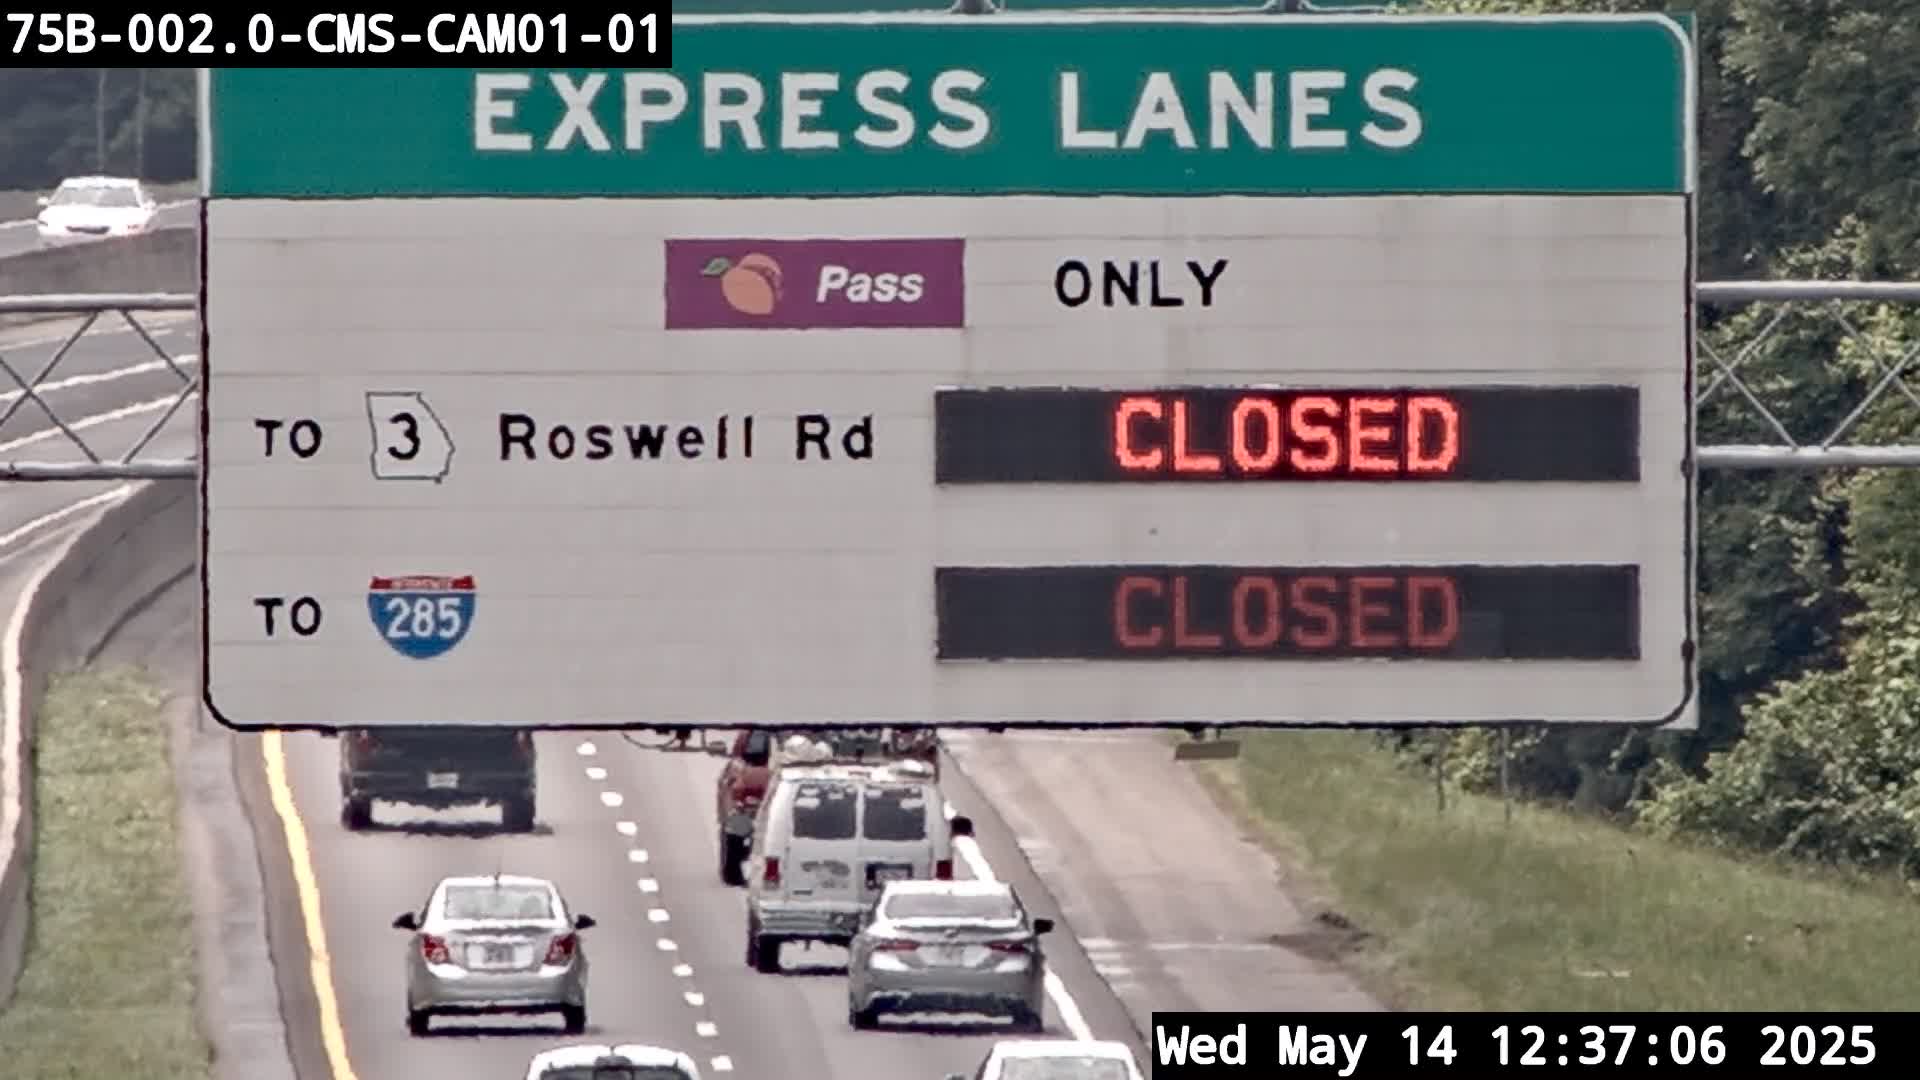 75B-002.0-CMS-CAM01-01
EXPRESS LANES
Pass ONLY
TO 3 Roswell Rd CLOSED
INTERSTATE
TO 285 CLOSED
Wed May 14 12:37:06 2025